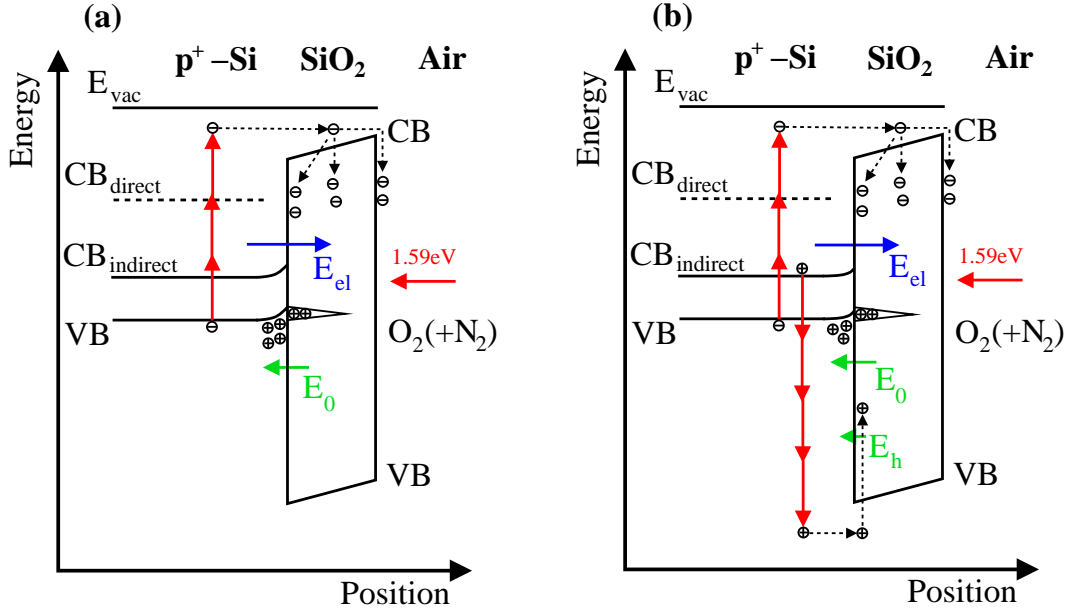 (a)
p+ –Si SiO2 Air
Energy
Evac
CB
CBdirect
CBindirect
Eel
1.59eV
VB
O2(+N2)
E0
VB
Position
(b)
p+ –Si SiO2 Air
Energy
Evac
CB
CBdirect
CBindirect
Eel
1.59eV
VB
O2(+N2)
E0
Eh
VB
Position